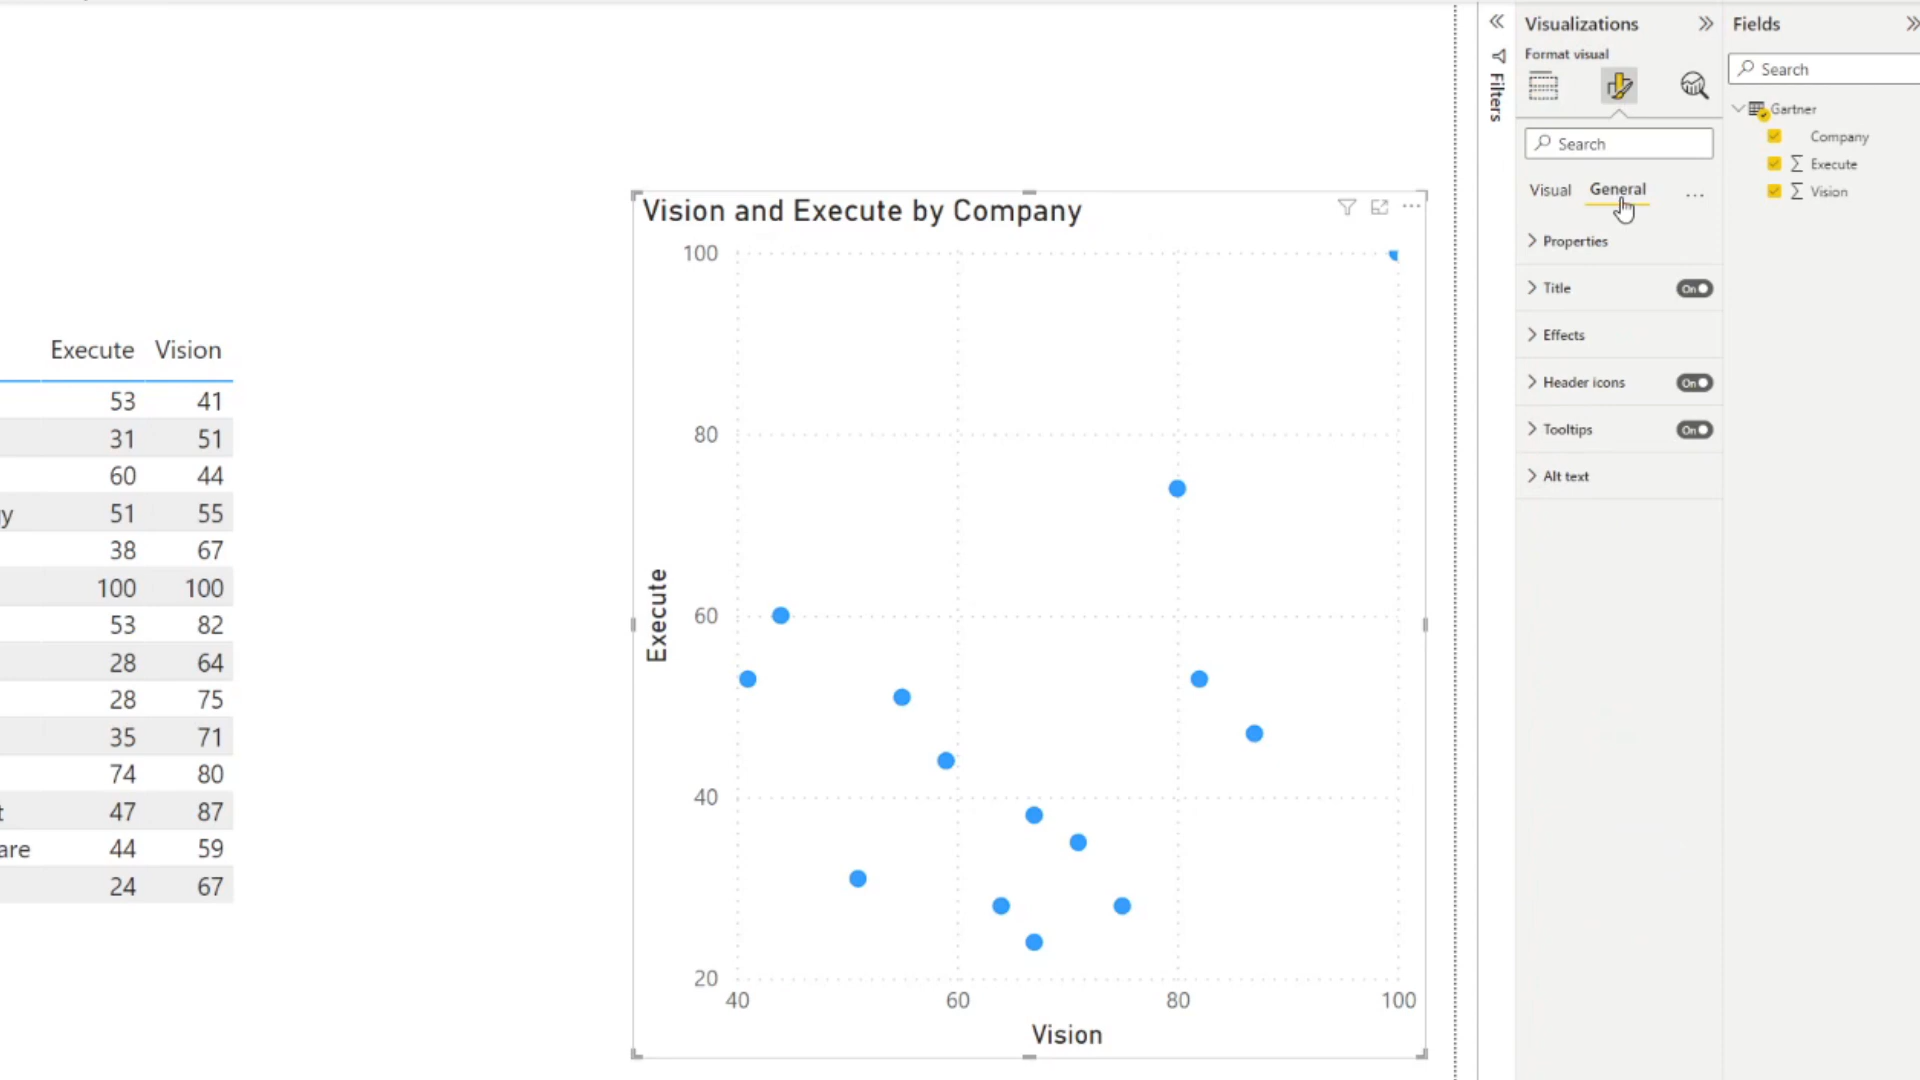 Execute Vision
53 41
31 51
60 44
y 51 55
38 67
100 100
53 82
28 64
28 75
35 71
74 80
t 47 87
are 44 59
24 67
Vision and Execute by Company
100
80
60
40
20
Execute
40 60 80 100
Vision
Filters
Visualizations
Format visual
Search
Visual General ...
Properties
Title On
Effects
Header icons On
Tooltips On
Alt text
Fields
Search
Gartner
Company
∑ Execute
∑ Vision